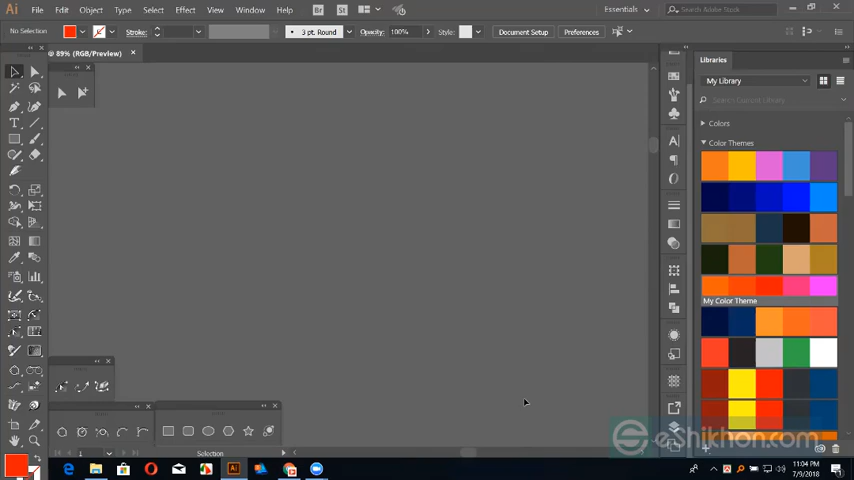 Ai File Edit Object Type Select Effect View Window Help Br St Essentials Search Adobe Stock
No Selection Stroke: 3 pt. Round Opacity: 100% Style: Document Setup Preferences
89% (RGB/Preview)
Libraries
My Library
Search Current Library
Colors
Color Themes
My Color Theme
eShikhon.com
1 Selection
11:04 PM
7/9/2018